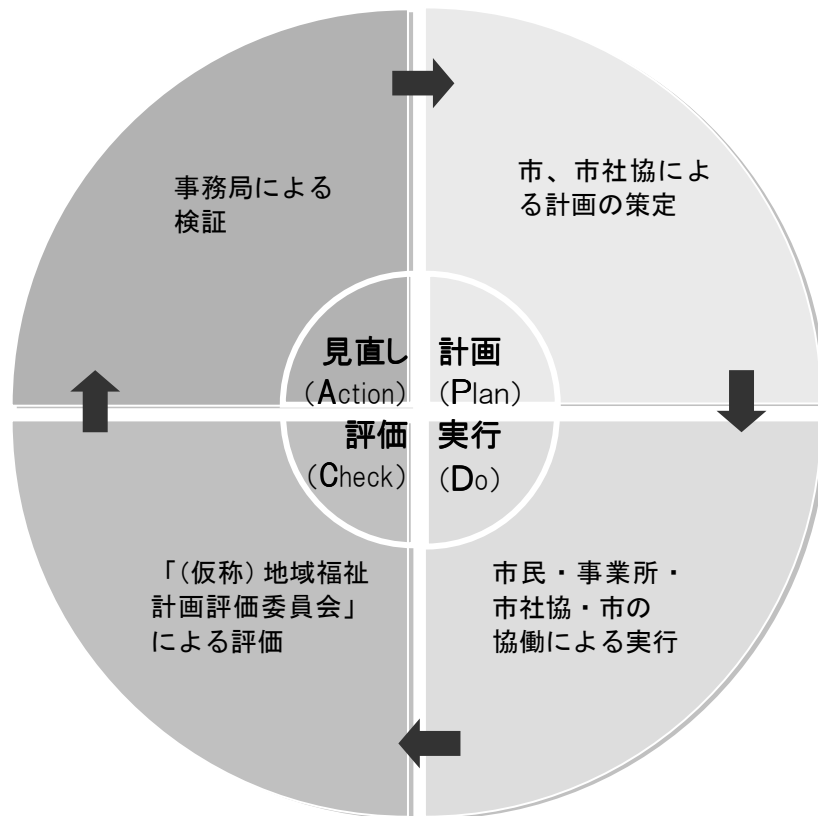 事務局による
検証
市、市社協によ
る計画の策定
見直し
(Action)
計画
(Plan)
評価
(Check)
実行
(Do)
「(仮称)地域福祉
計画評価委員会」
による評価
市民・事業所・
市社協・市の
協働による実行